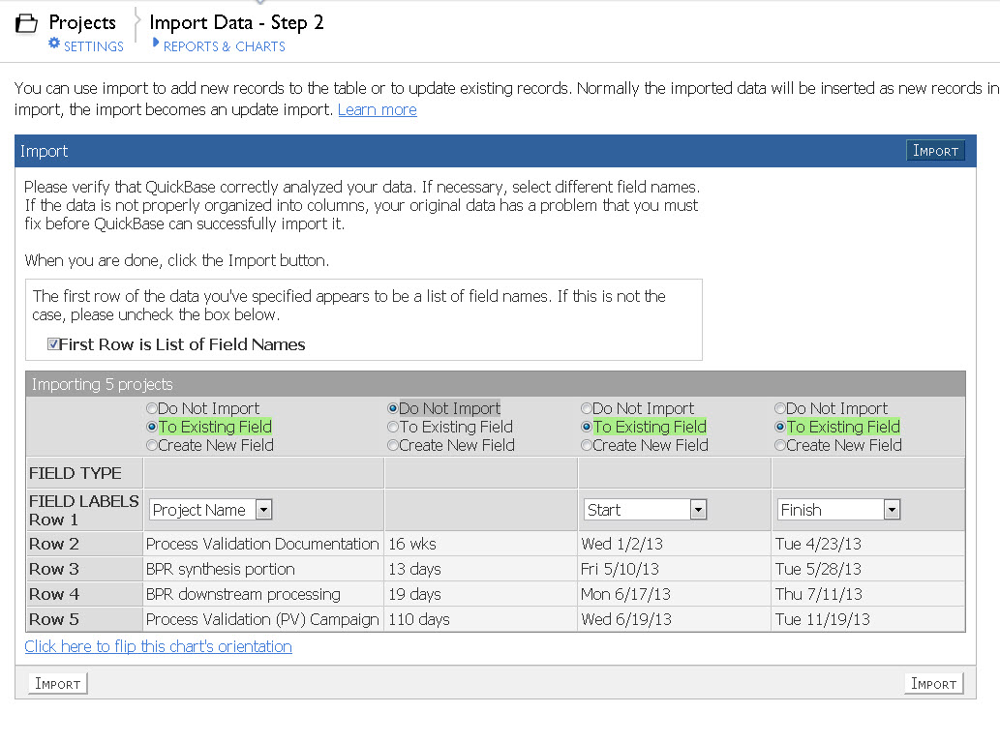 Projects
Import Data - Step 2
SETTINGS
REPORTS & CHARTS
You can use import to add new records to the table or to update existing records. Normally the imported data will be inserted as new records in
import, the import becomes an update import. Learn more
Import
IMPORT
Please verify that QuickBase correctly analyzed your data. If necessary, select different field names.
If the data is not properly organized into columns, your original data has a problem that you must
fix before QuickBase can successfully import it.
When you are done, click the Import button.
The first row of the data you've specified appears to be a list of field names. If this is not the
case, please uncheck the box below.
First Row is List of Field Names
Importing 5 projects
Do Not Import Do Not Import Do Not Import Do Not Import
To Existing Field To Existing Field To Existing Field To Existing Field
Create New Field Create New Field Create New Field Create New Field
FIELD TYPE
FIELD LABELS
Row 1 Project Name Start Finish
Row 2 Process Validation Documentation 16 wks Wed 1/2/13 Tue 4/23/13
Row 3 BPR synthesis portion 13 days Fri 5/10/13 Tue 5/28/13
Row 4 BPR downstream processing 19 days Mon 6/17/13 Thu 7/11/13
Row 5 Process Validation (PV) Campaign 110 days Wed 6/19/13 Tue 11/19/13
Click here to flip this chart's orientation
IMPORT IMPORT